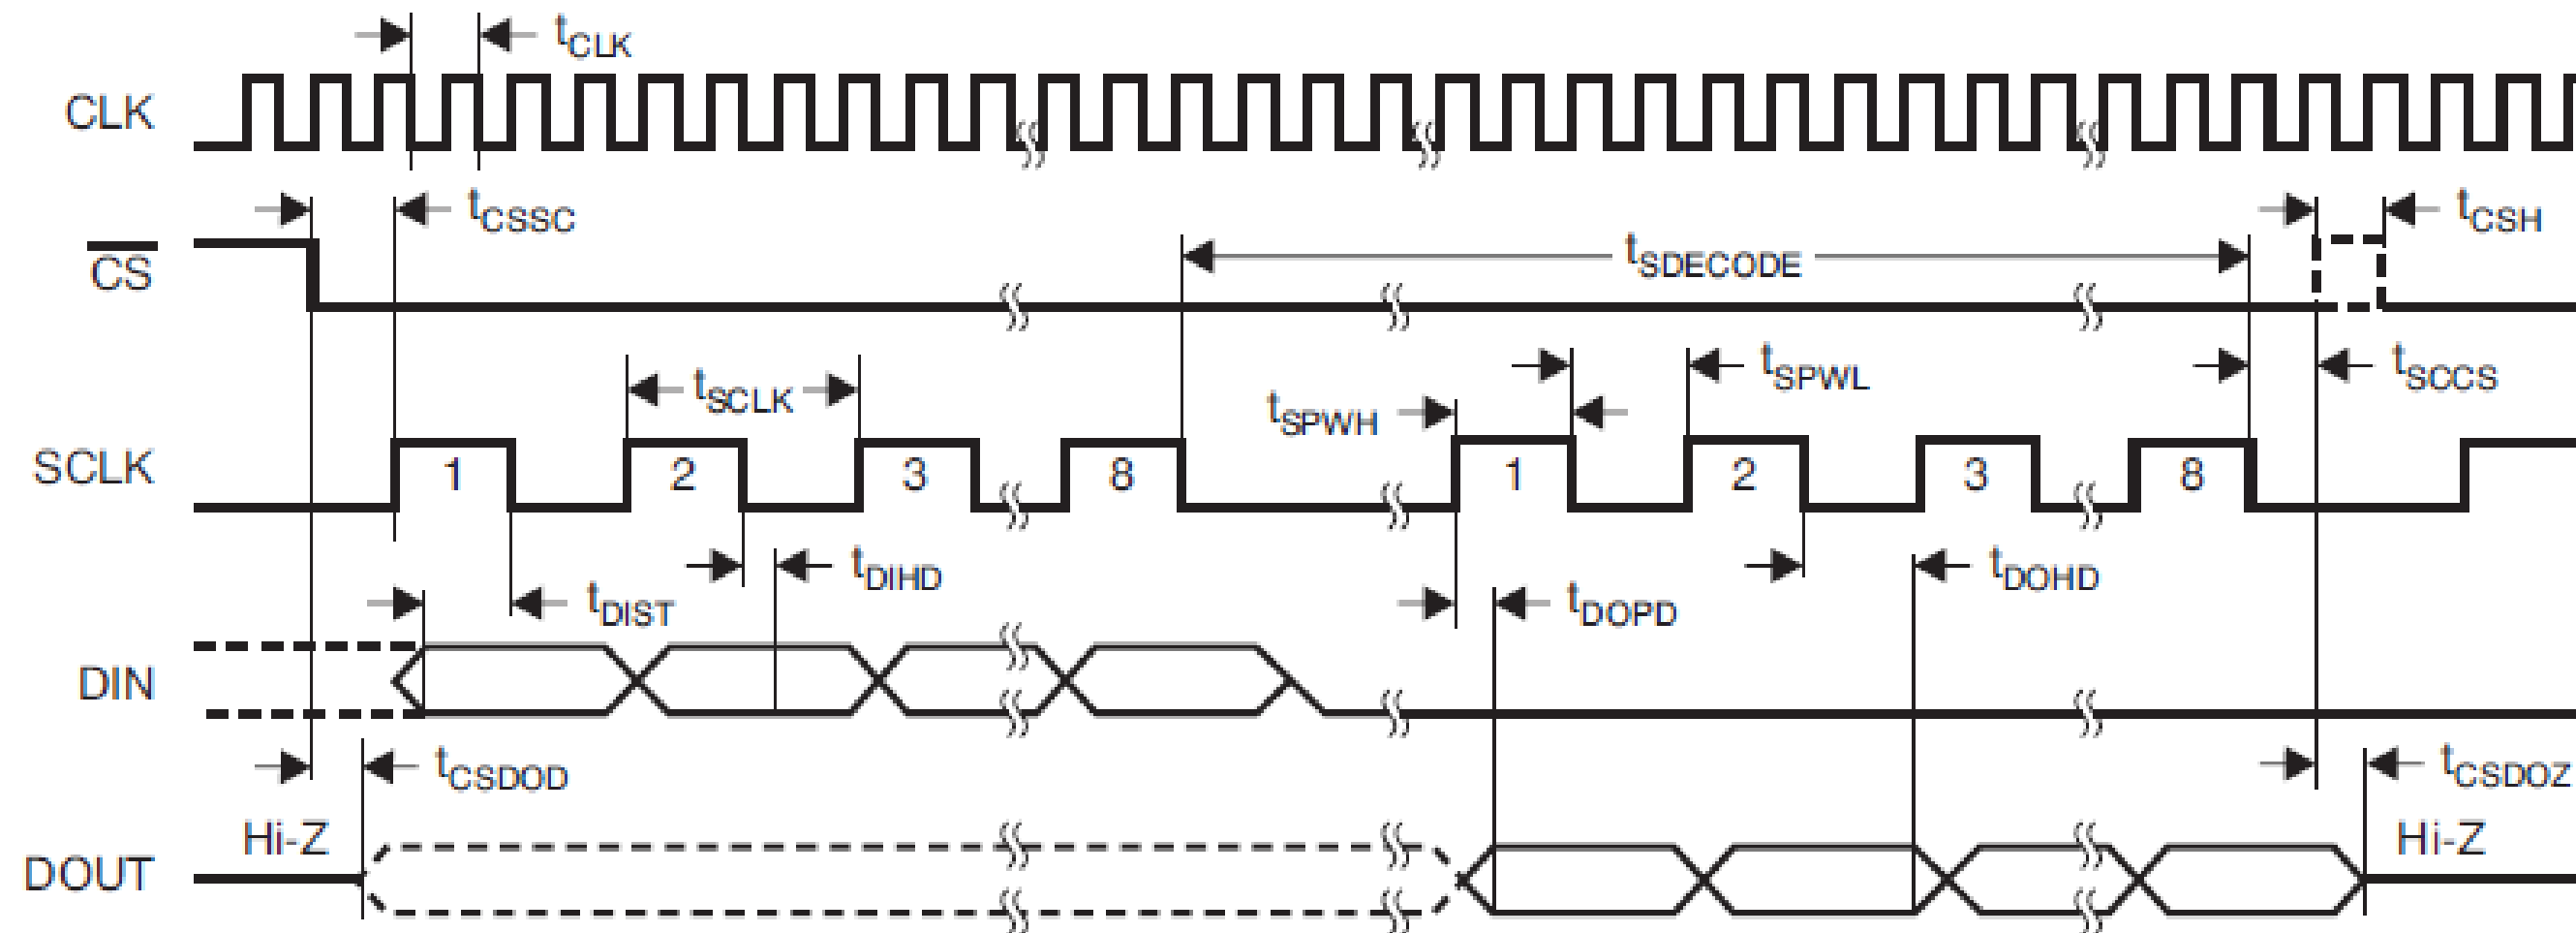 tCLK
CLK
tCSSC
tCSH
CS
tSDECODE
tSCLK
tSPWL
tSCCS
tSPWH
SCLK
1 2 3 8 1 2 3 8
tDIHD
tDOHD
tDIST
tDOPD
DIN
tCSDOD
tCSDOZ
Hi-Z
Hi-Z
DOUT